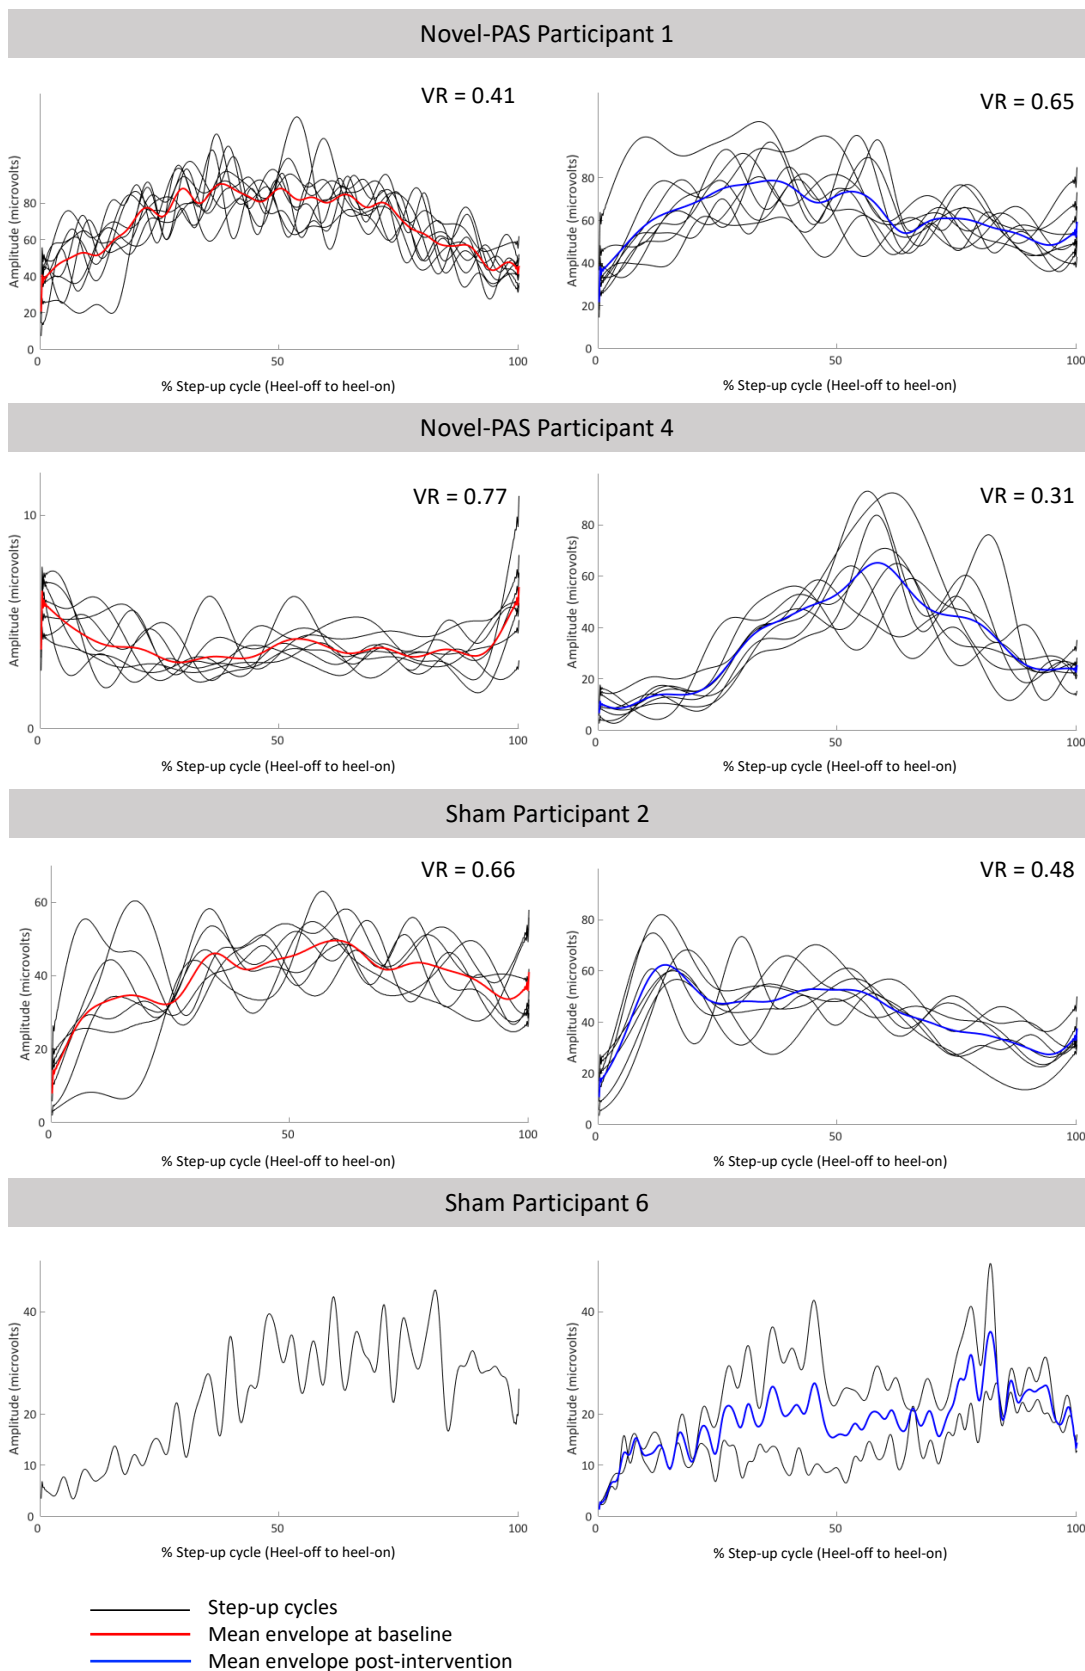 Novel-PAS Participant 1
VR = 0.41
VR = 0.65
Amplitude (microvolts)
80
60
40
20
0
0
50
100
% Step-up cycle (Heel-off to heel-on)
Amplitude (microvolts)
80
60
40
20
0
0
50
100
% Step-up cycle (Heel-off to heel-on)
Novel-PAS Participant 4
VR = 0.77
VR = 0.31
Amplitude (microvolts)
10
0
0
50
100
% Step-up cycle (Heel-off to heel-on)
Amplitude (microvolts)
80
60
40
20
0
0
50
100
% Step-up cycle (Heel-off to heel-on)
Sham Participant 2
VR = 0.66
VR = 0.48
Amplitude (microvolts)
60
40
20
0
0
50
100
% Step-up cycle (Heel-off to heel-on)
Amplitude (microvolts)
80
60
40
20
0
0
50
100
% Step-up cycle (Heel-off to heel-on)
Sham Participant 6
Amplitude (microvolts)
40
20
10
0
0
50
100
% Step-up cycle (Heel-off to heel-on)
Amplitude (microvolts)
40
20
10
0
0
50
100
% Step-up cycle (Heel-off to heel-on)
Step-up cycles
Mean envelope at baseline
Mean envelope post-intervention